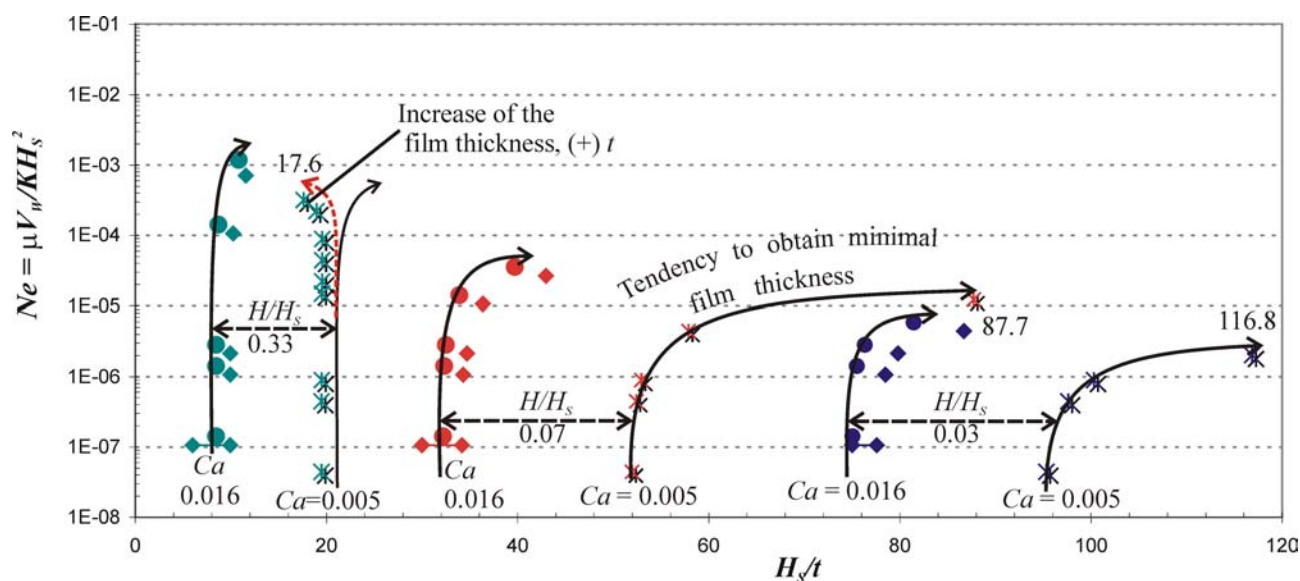 1E-01
1E-02
1E-03
1E-04
1E-05
1E-06
1E-07
1E-08
Ne = μV_w/KH_s²
Increase of the
film thickness, (+) t
17.6
Tendency to obtain minimal
film thickness
H/H_s
0.33
87.7
116.8
H/H_s
0.07
H/H_s
0.03
Ca
0.016
Ca=0.005
Ca
0.016
Ca = 0.005
Ca = 0.016
Ca = 0.005
0 20 40 60 80 100 120
H_s/t